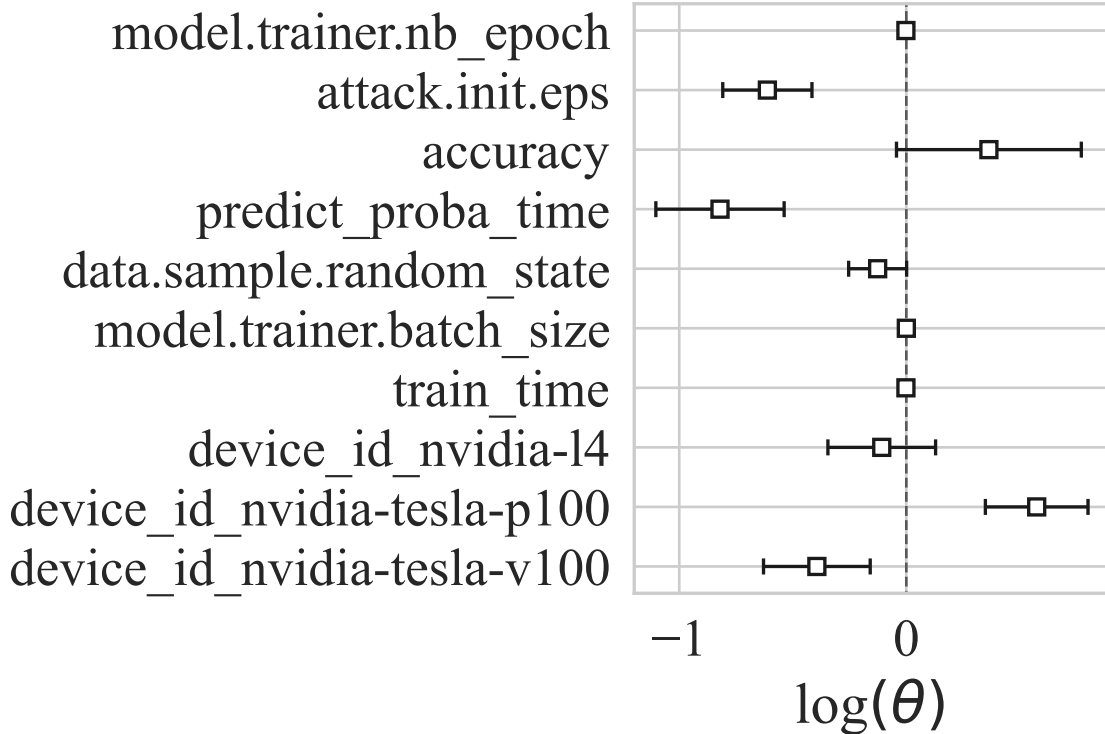 model.trainer.nb_epoch
attack.init.eps
accuracy
predict_proba_time
data.sample.random_state
model.trainer.batch_size
train_time
device_id_nvidia-l4
device_id_nvidia-tesla-p100
device_id_nvidia-tesla-v100
−1 0
log(θ)